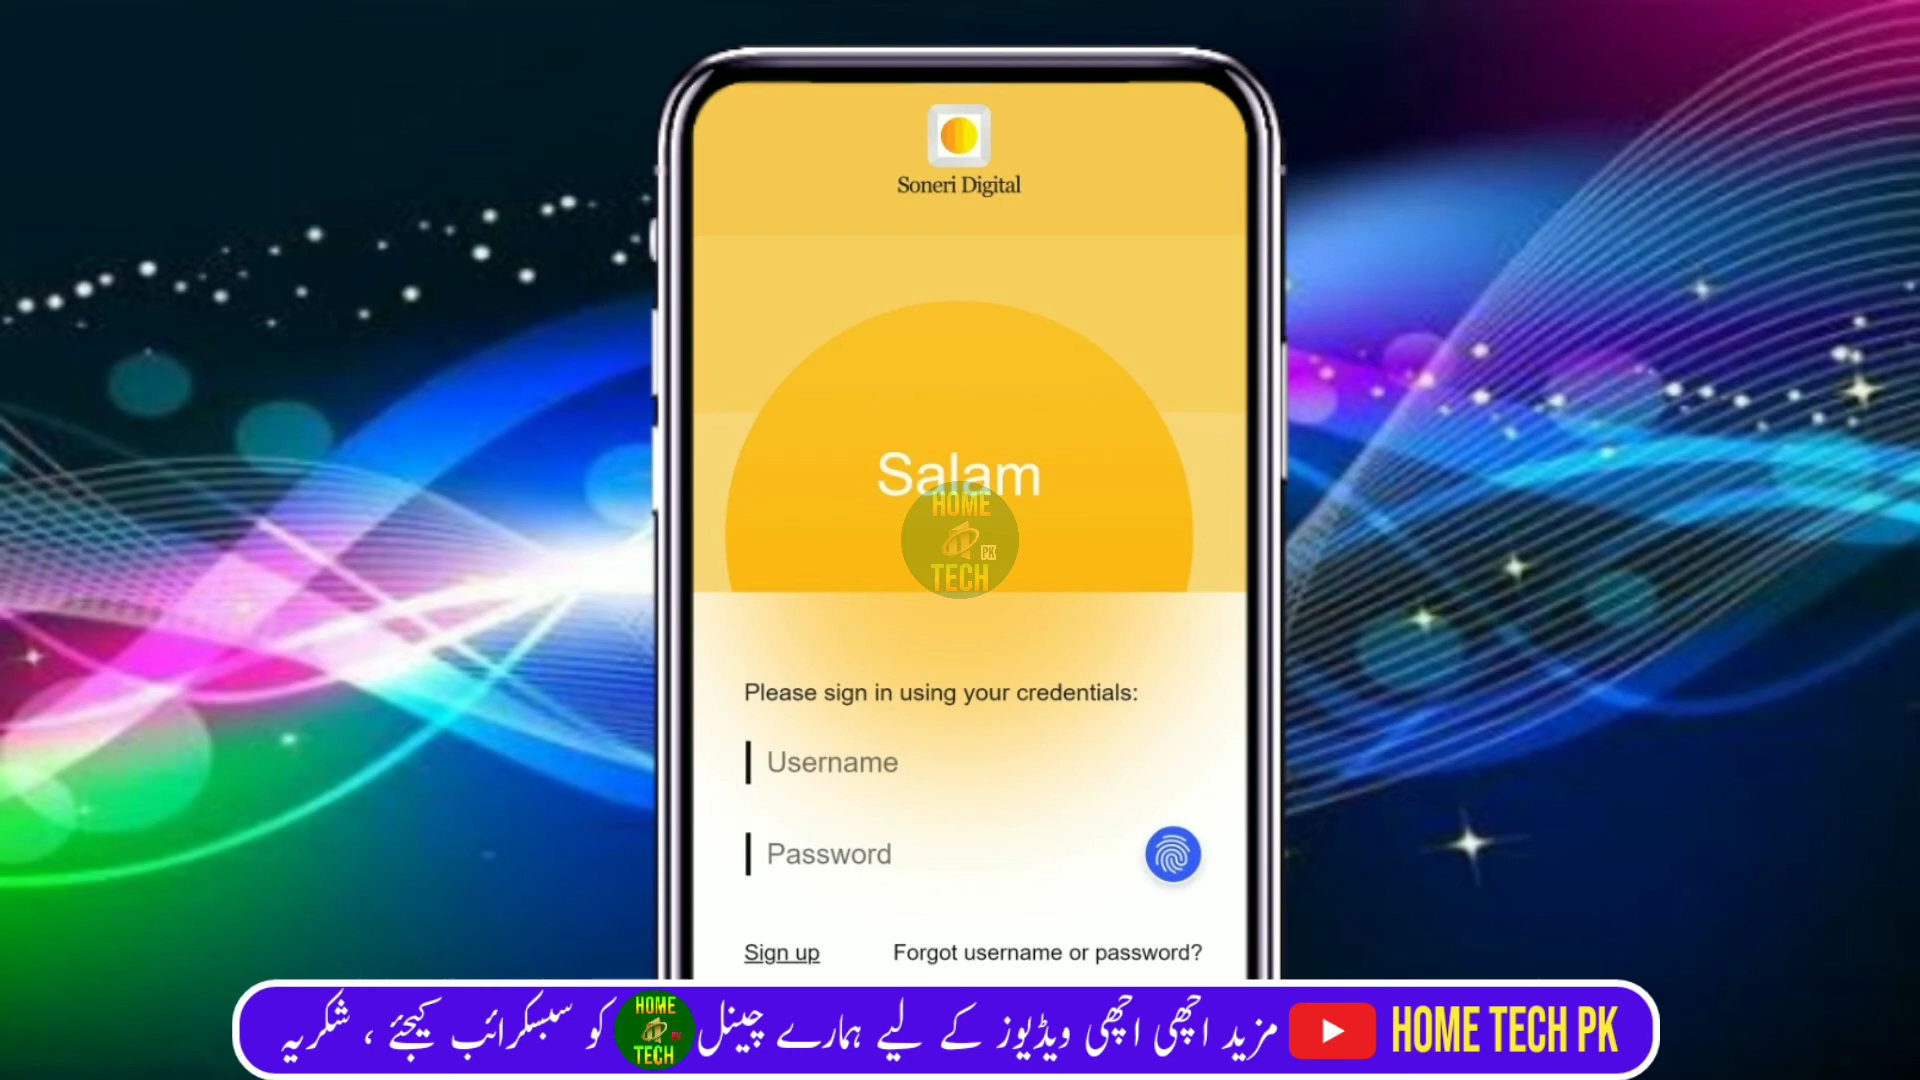 Soneri Digital
Salam
HOME
PK
TECH
Please sign in using your credentials:
Username
Password
Sign up
Forgot username or password?
مزید اچھی اچھی ویڈیوز کے لیے ہمارے چینل HOME PK TECH کو سبسکرائب کیجئے ، شکریہ
HOME TECH PK